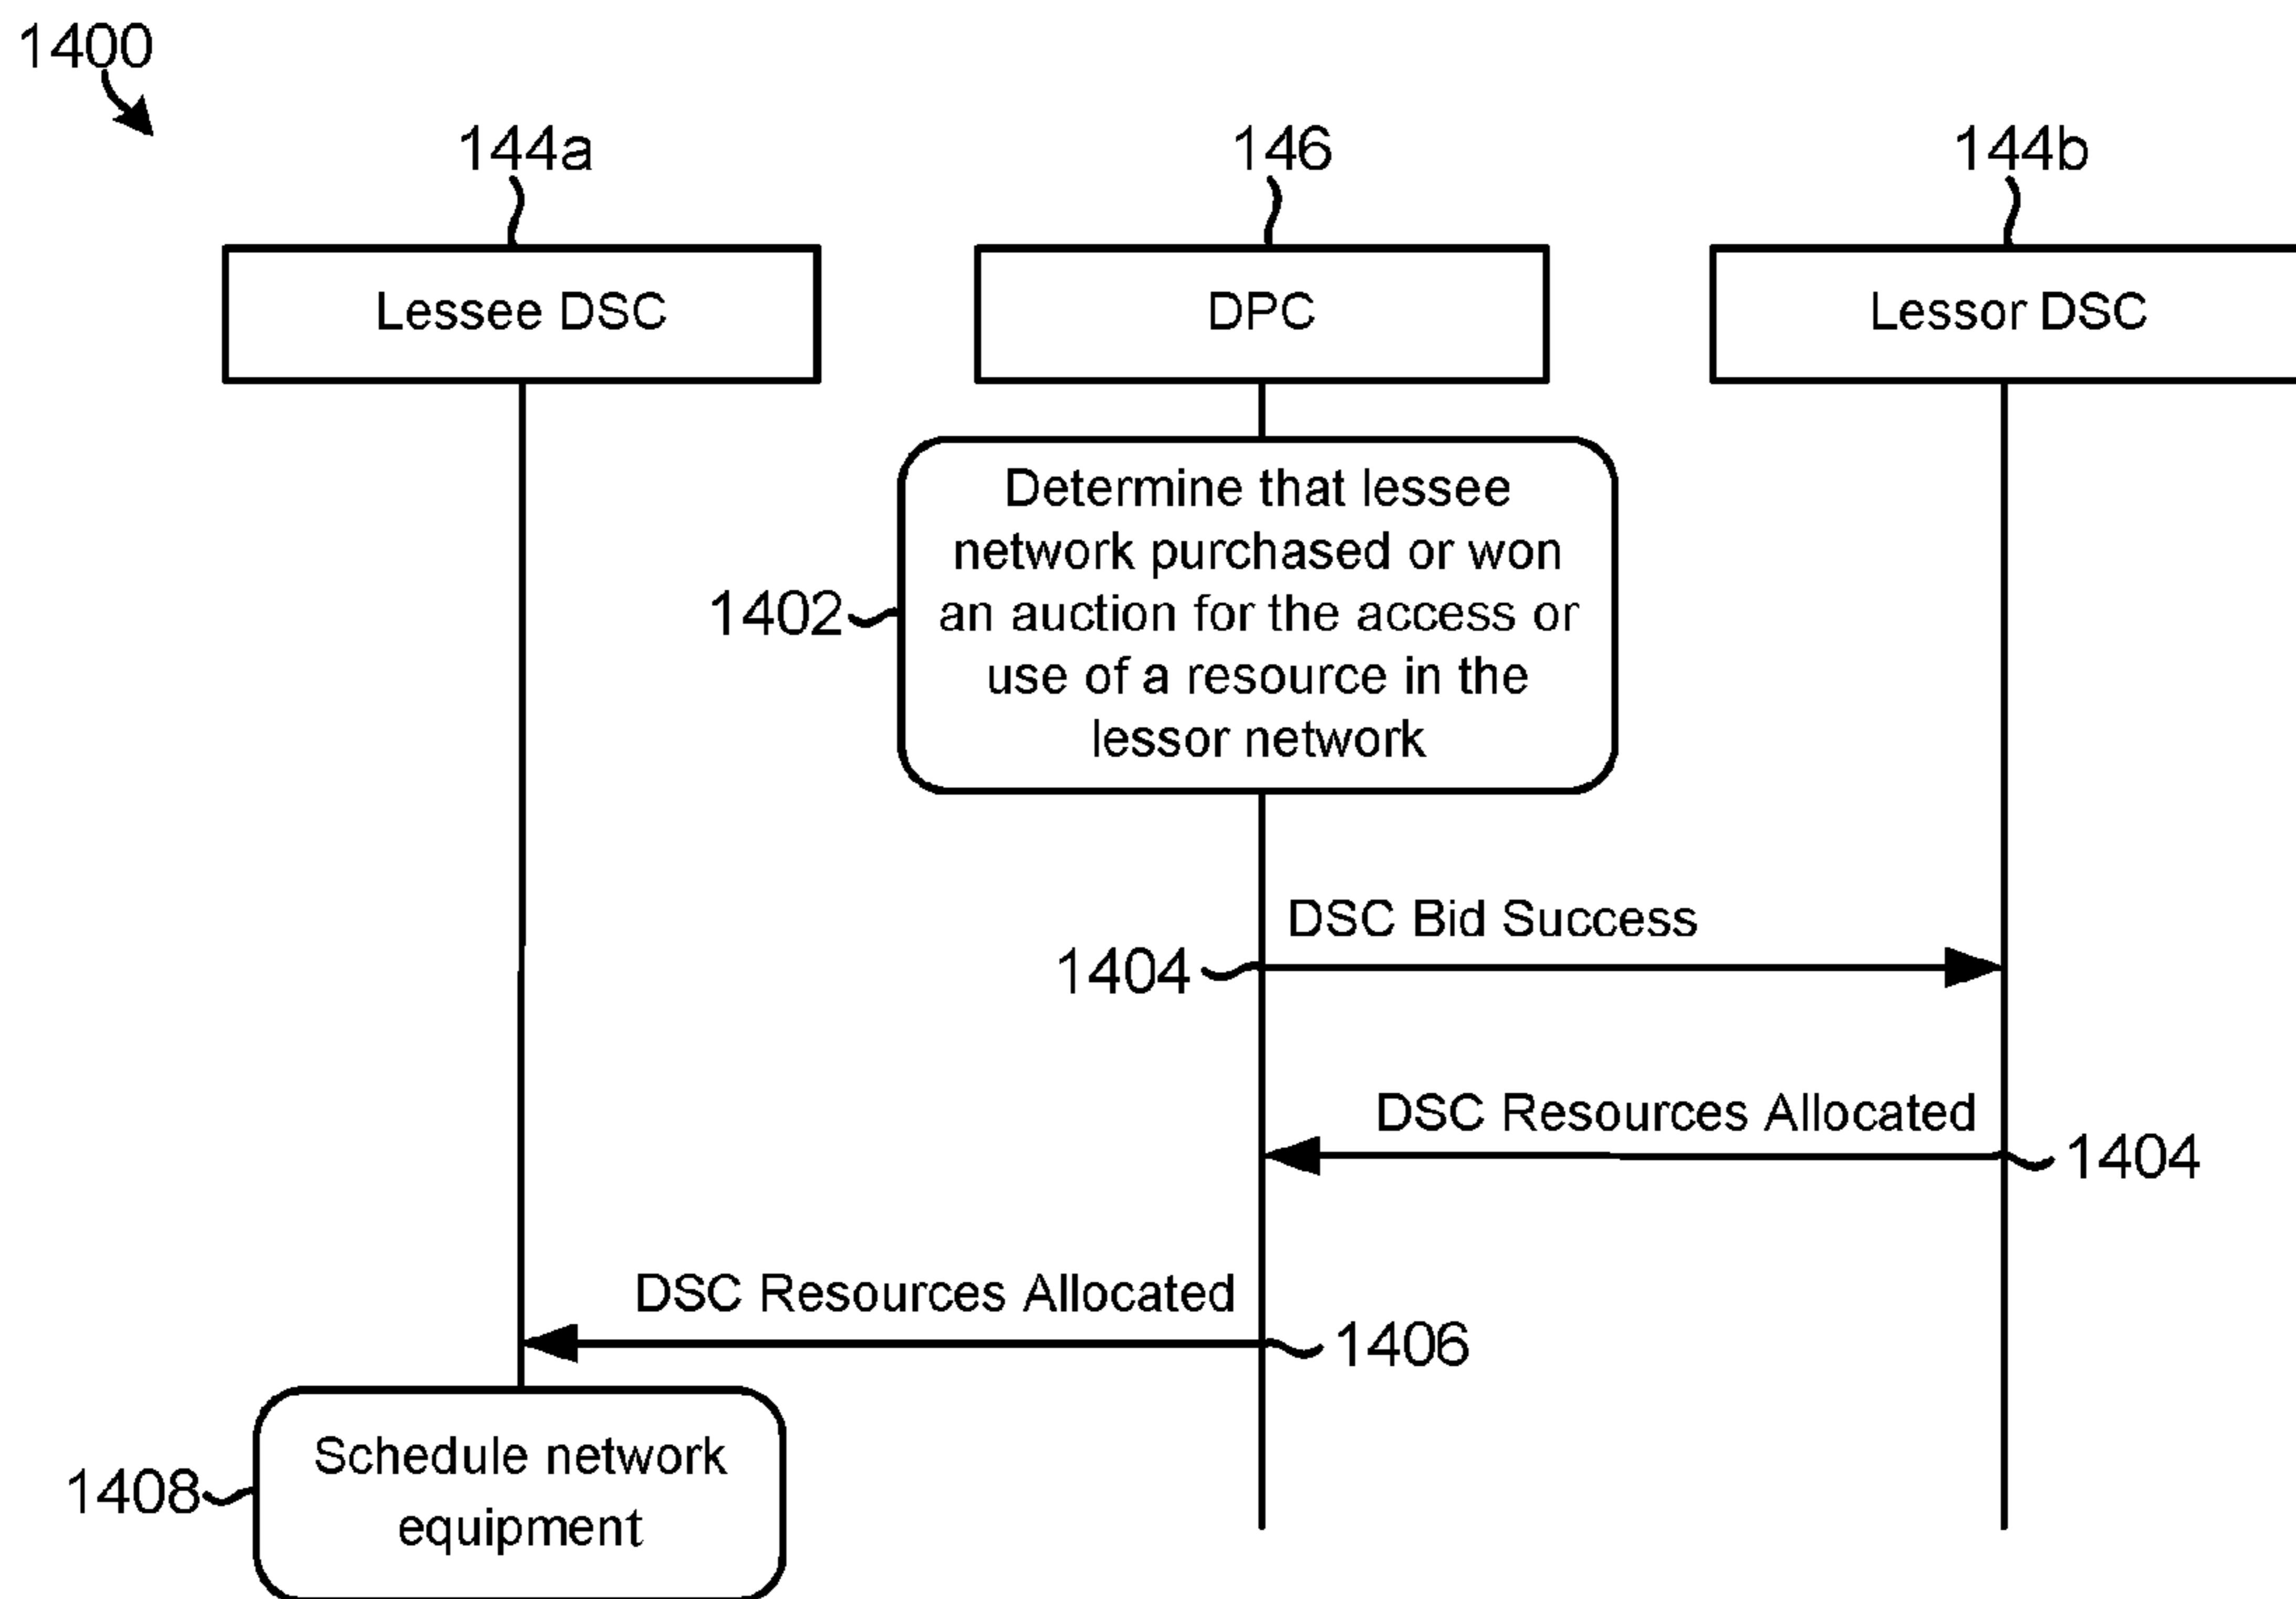 1400
144a
146
144b
Lessee DSC
DPC
Lessor DSC
Determine that lessee
network purchased or won
an auction for the access or
use of a resource in the
lessor network
1402
DSC Bid Success
1404
DSC Resources Allocated
1404
DSC Resources Allocated
1406
Schedule network
equipment
1408